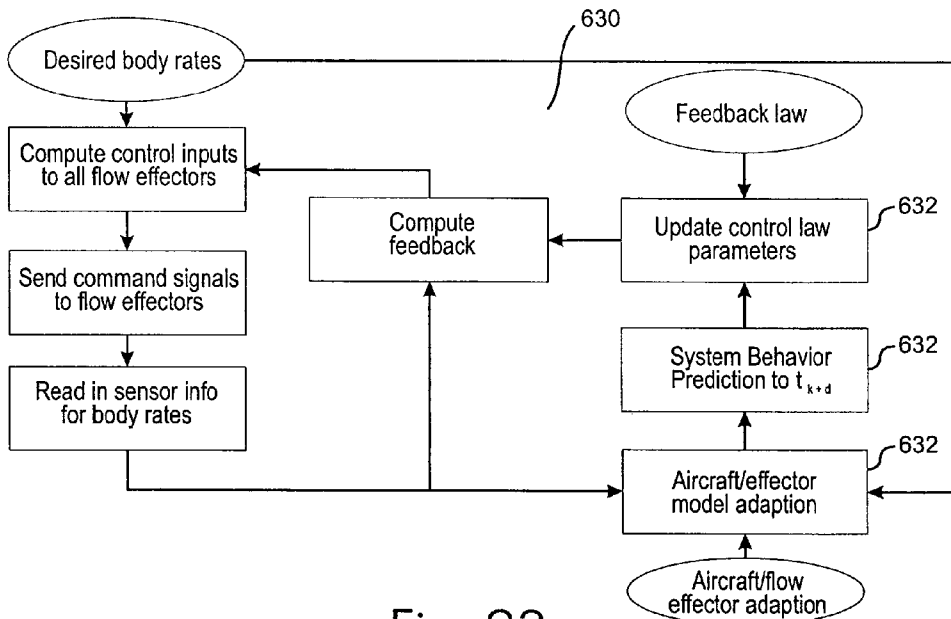 630
Desired body rates
Feedback law
Compute control inputs
to all flow effectors
632
Compute
feedback
Update control law
parameters
Send command signals
to flow effectors
632
System Behavior
Prediction to t k+d
Read in sensor info
for body rates
632
Aircraft/effector
model adaption
Aircraft/flow
effector adaption